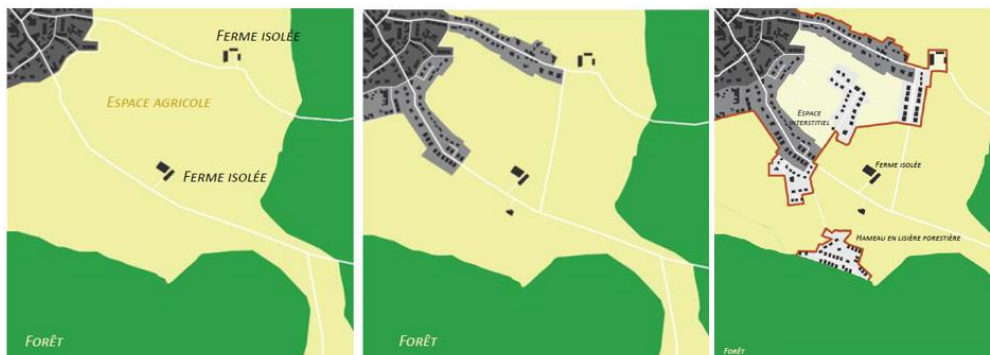 FERME ISOLÉE
ESPACE AGRICOLE
FERME ISOLÉE
FORÊT
FORÊT
ESPACE
INTERSTITIEL
FERME ISOLÉE
HAMEAU EN LISIÈRE FORESTIÈRE
FORÊT